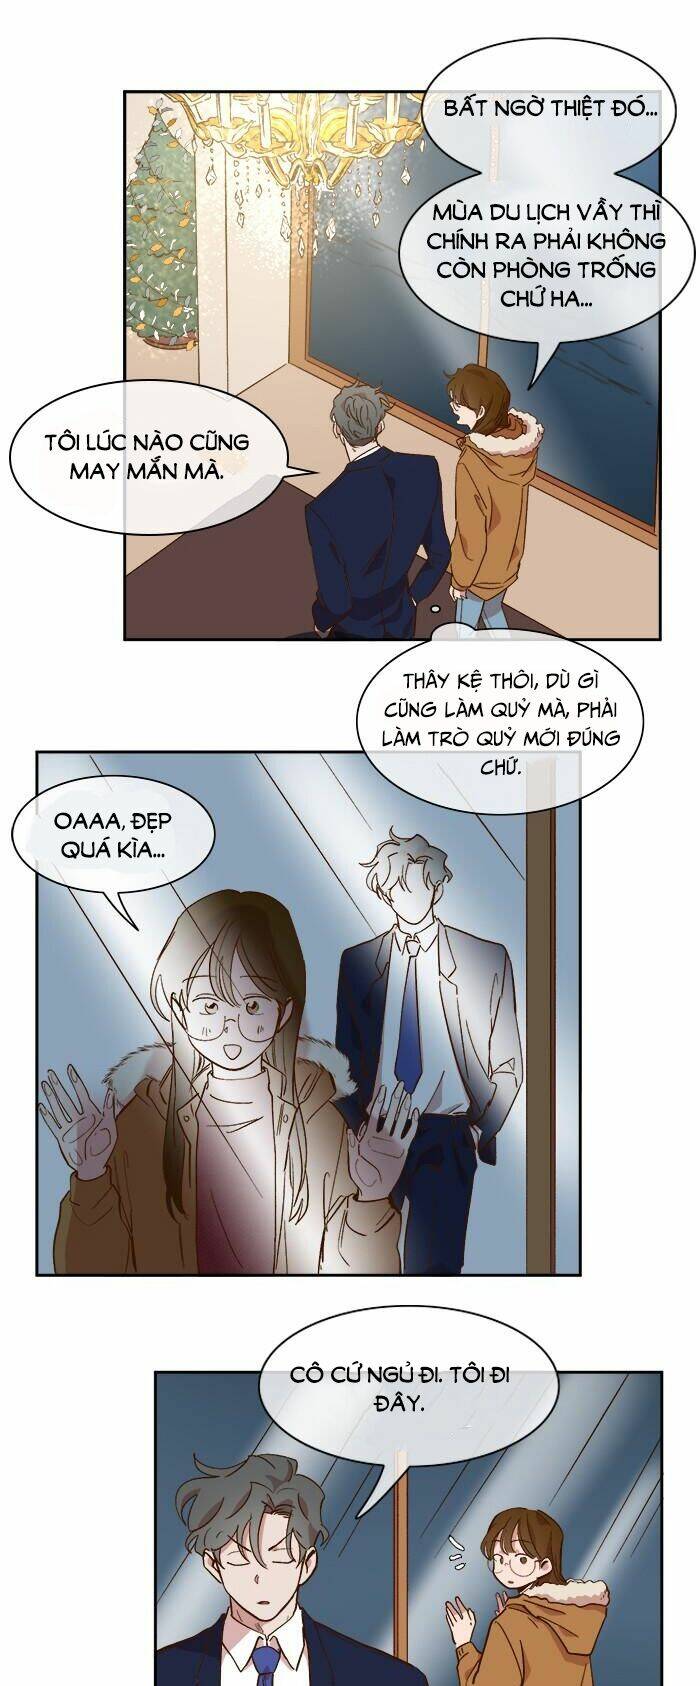 BẤT NGỜ THIỆT ĐÓ...
MÙA DU LỊCH VẦY THÌ
CHÍNH RA PHẢI KHÔNG
CÒN PHÒNG TRỐNG
CHỨ HA...
TÔI LÚC NÀO CŨNG
MAY MẮN MÀ.
THÂY KỆ THÔI, DÙ GÌ
CŨNG LÀM QUỶ MÀ, PHẢI
LÀM TRÒ QUỶ MỚI ĐÚNG
CHỨ.
OAAA, ĐẸP
QUÁ KÌA...
CÔ CỨ NGỦ ĐI. TÔI ĐI
ĐÂY.